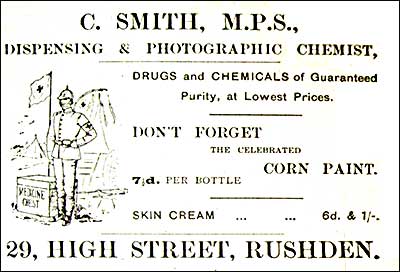 C. SMITH, M.P.S.,
DISPENSING & PHOTOGRAPHIC CHEMIST,
DRUGS and CHEMICALS of Guaranteed
Purity, at Lowest Prices.
DON'T FORGET
THE CELEBRATED
CORN PAINT.
7½d. PER BOTTLE
MEDICINE
CHEST
SKIN CREAM ... ... 6d. & 1/-.
29, HIGH STREET, RUSHDEN.